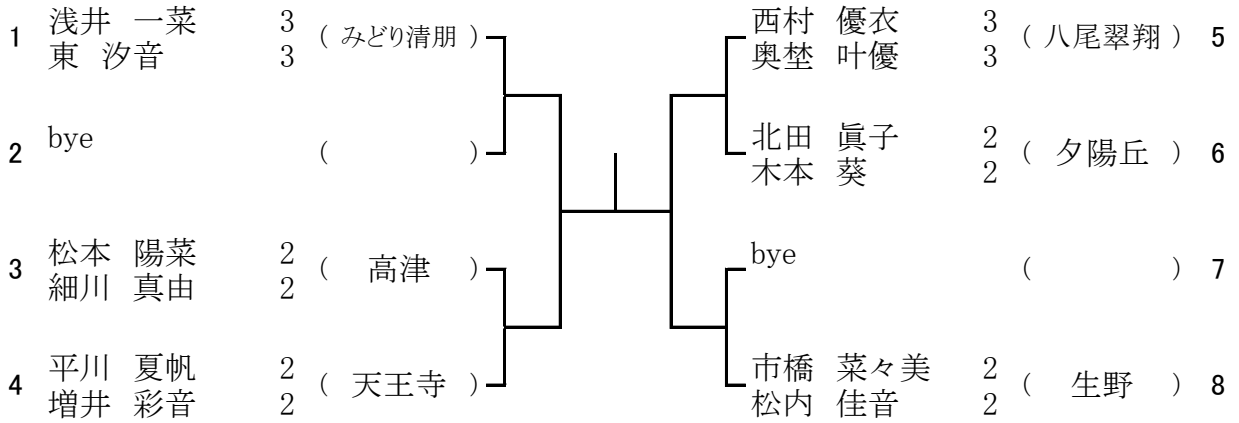 1 浅井 一菜 3 ( みどり清朋 )
東 汐音 3
2 bye ( )
3 松本 陽菜 2 ( 高津 )
細川 真由 2
4 平川 夏帆 2 ( 天王寺 )
増井 彩音 2
西村 優衣 3 ( 八尾翠翔 ) 5
奥埜 叶優 3
北田 眞子 2 ( 夕陽丘 ) 6
木本 葵 2
bye ( ) 7
市橋 菜々美 2 ( 生野 ) 8
松内 佳音 2